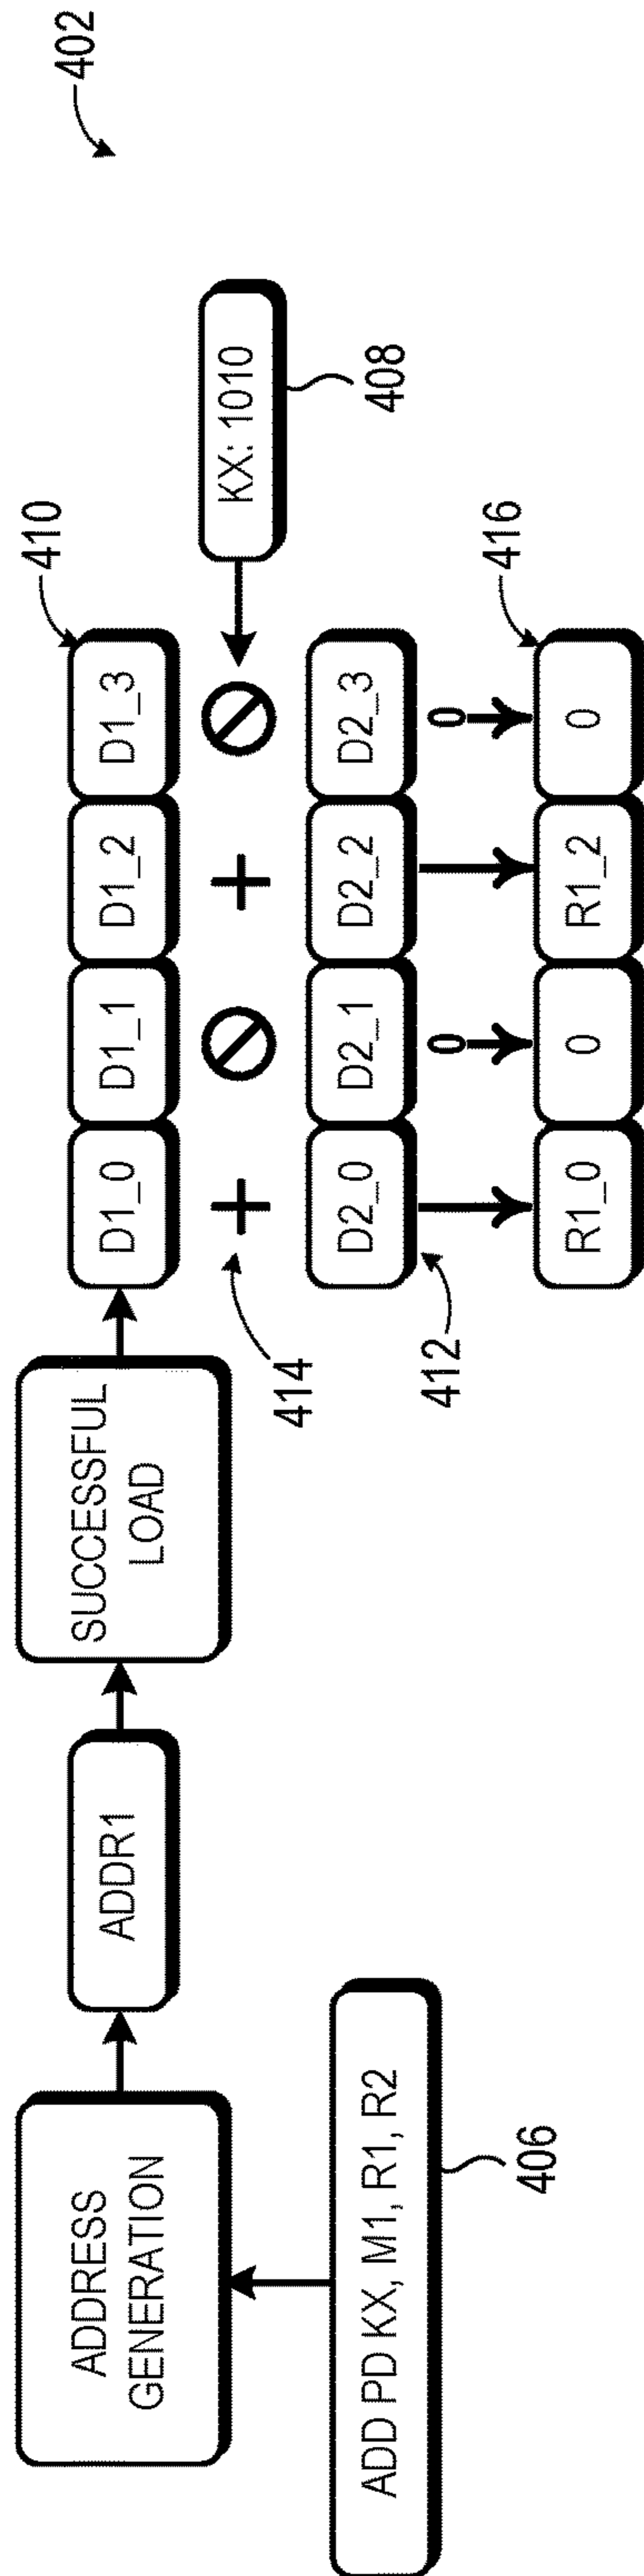 402
410
ADDRESS
GENERATION
ADDR1
SUCCESSFUL
LOAD
D1_0
D1_1
D1_2
D1_3
414
+
+
KX: 1010
408
ADD PD KX, M1, R1, R2
406
D2_0
D2_1
D2_2
D2_3
412
0
0
416
R1_0
0
R1_2
0